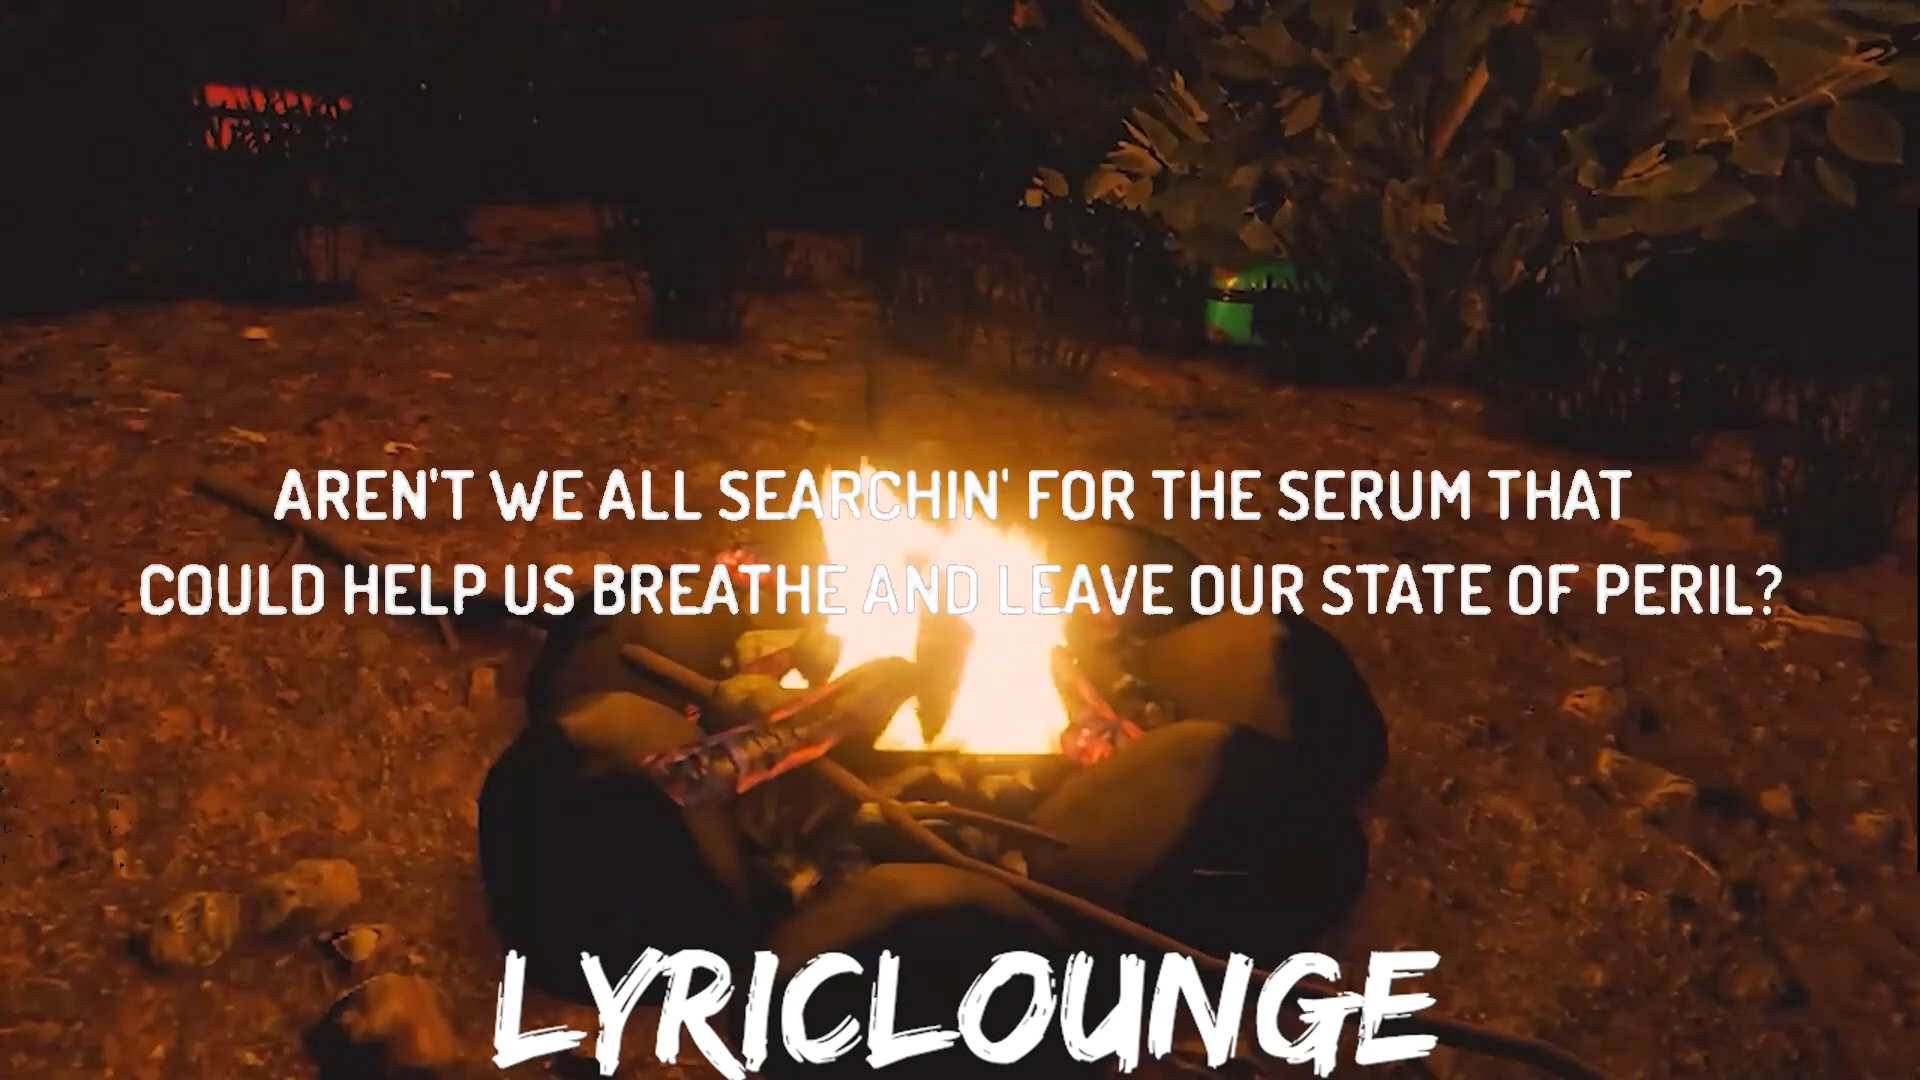 AREN'T WE ALL SEARCHIN' FOR THE SERUM THAT
COULD HELP US BREATHE AND LEAVE OUR STATE OF PERIL?
LYRICLOUNGE